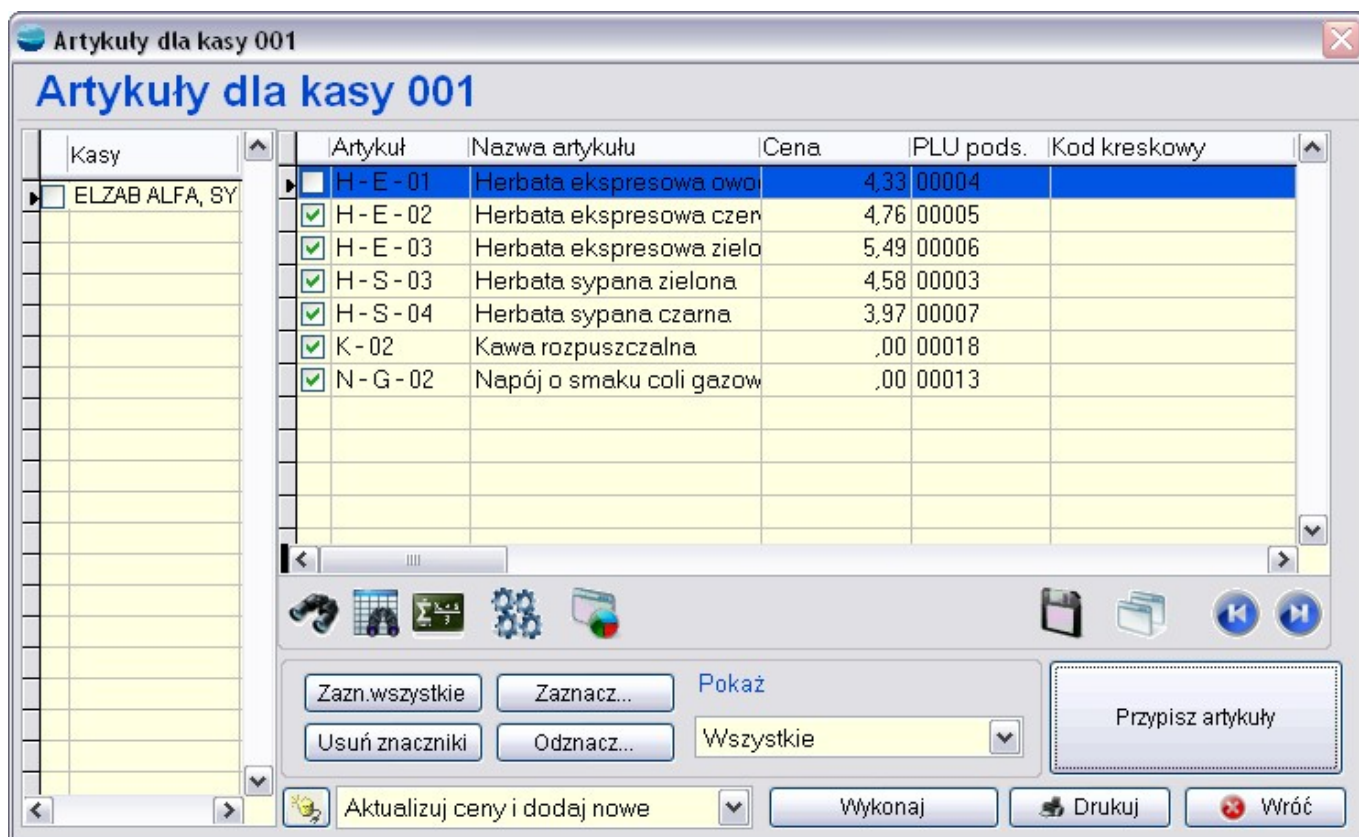 Artykuły dla kasy 001
Artykuły dla kasy 001
Kasy
ELZAB ALFA, SY
Artykuł Nazwa artykułu Cena PLU pods. Kod kreskowy
H - E - 01 Herbata ekspresowa owo 4,33 00004
H - E - 02 Herbata ekspresowa czer 4,76 00005
H - E - 03 Herbata ekspresowa zielo 5,49 00006
H - S - 03 Herbata sypana zielona 4,58 00003
H - S - 04 Herbata sypana czarna 3,97 00007
K - 02 Kawa rozpuszczalna ,00 00018
N - G - 02 Napój o smaku coli gazow ,00 00013
Zazn.wszystkie Zaznacz... Pokaż
Usuń znaczniki Odznacz... Wszystkie
Przypisz artykuły
Aktualizuj ceny i dodaj nowe Wykonaj Drukuj Wróć